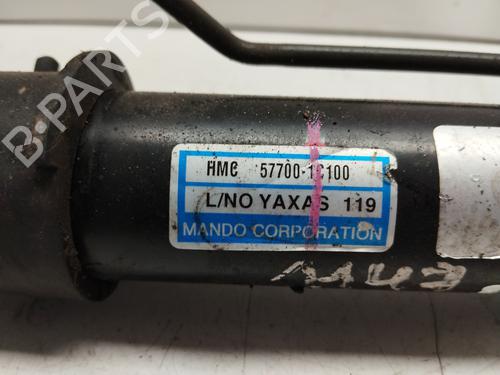 B-PARTS
HMC 57700-1C100
L/NO YAXAS 119
MANDO CORPORATION